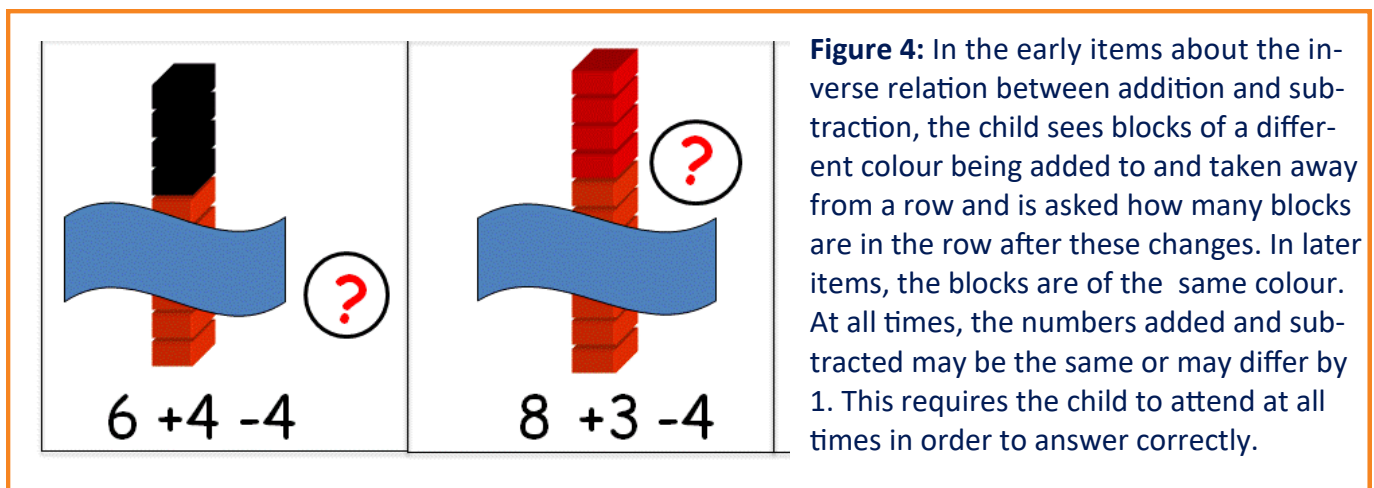 ?
6 +4 -4
?
8 +3 -4
Figure 4: In the early items about the in-
verse relation between addition and sub-
traction, the child sees blocks of a differ-
ent colour being added to and taken away
from a row and is asked how many blocks
are in the row after these changes. In later
items, the blocks are of the  same colour.
At all times, the numbers added and sub-
tracted may be the same or may differ by
1. This requires the child to attend at all
times in order to answer correctly.